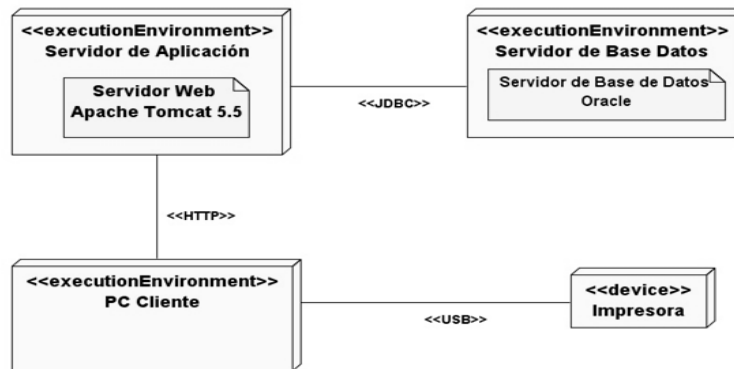 <<executionEnvironment>>
Servidor de Aplicación
Servidor Web
Apache Tomcat 5.5
<<JDBC>>
<<executionEnvironment>>
Servidor de Base Datos
Servidor de Base de Datos
Oracle
<<HTTP>>
<<executionEnvironment>>
PC Cliente
<<USB>>
<<device>>
Impresora